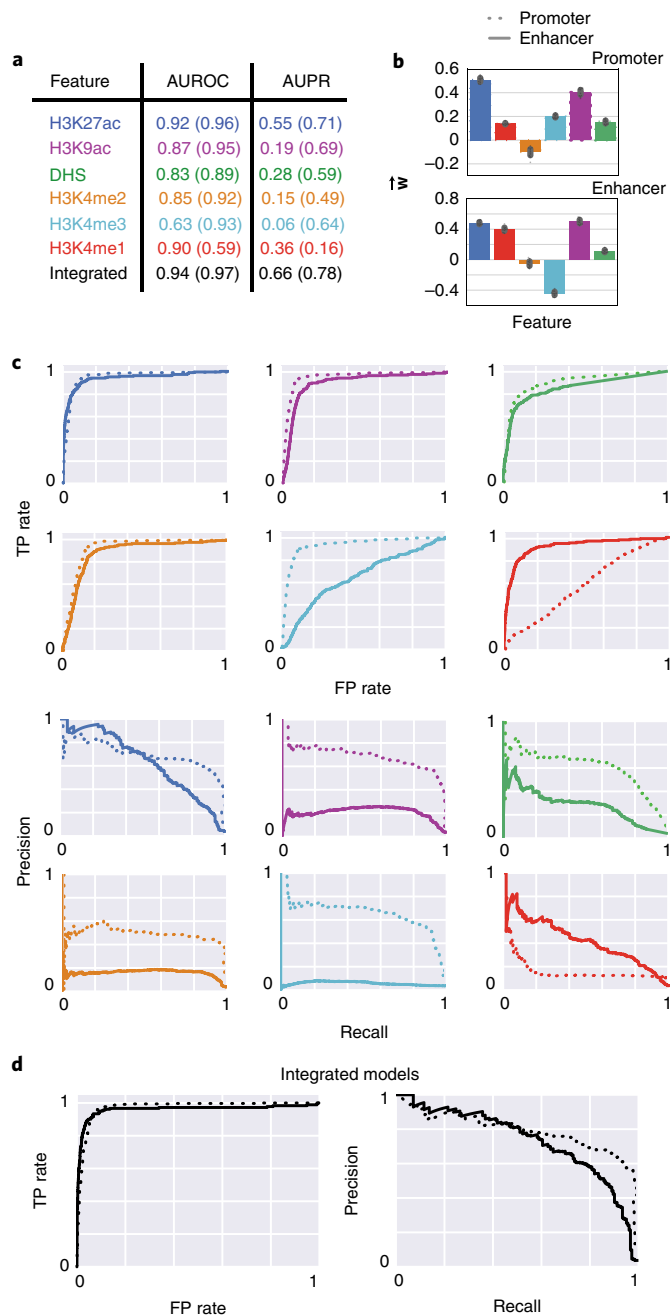 Promoter
Enhancer
a
Feature AUROC AUPR
H3K27ac 0.92 (0.96) 0.55 (0.71)
H3K9ac 0.87 (0.95) 0.19 (0.69)
DHS 0.83 (0.89) 0.28 (0.59)
H3K4me2 0.85 (0.92) 0.15 (0.49)
H3K4me3 0.63 (0.93) 0.06 (0.64)
H3K4me1 0.90 (0.59) 0.36 (0.16)
Integrated 0.94 (0.97) 0.66 (0.78)
b
Promoter
0.6
0.4
0.2
0
−0.2
w
Enhancer
0.4
0
−0.4
Feature
c
1 1 1
0 0 0
0 1 0 1 0 1
TP rate
1 1 1
0 0 0
0 1 0 1 0 1
FP rate
1 1 1
0 0 0
0 1 0 1 0 1
Precision
1 1 1
0 0 0
0 1 0 1 0 1
Recall
d
Integrated models
1 1
TP rate Precision
0 0
0 1 0 1
FP rate Recall